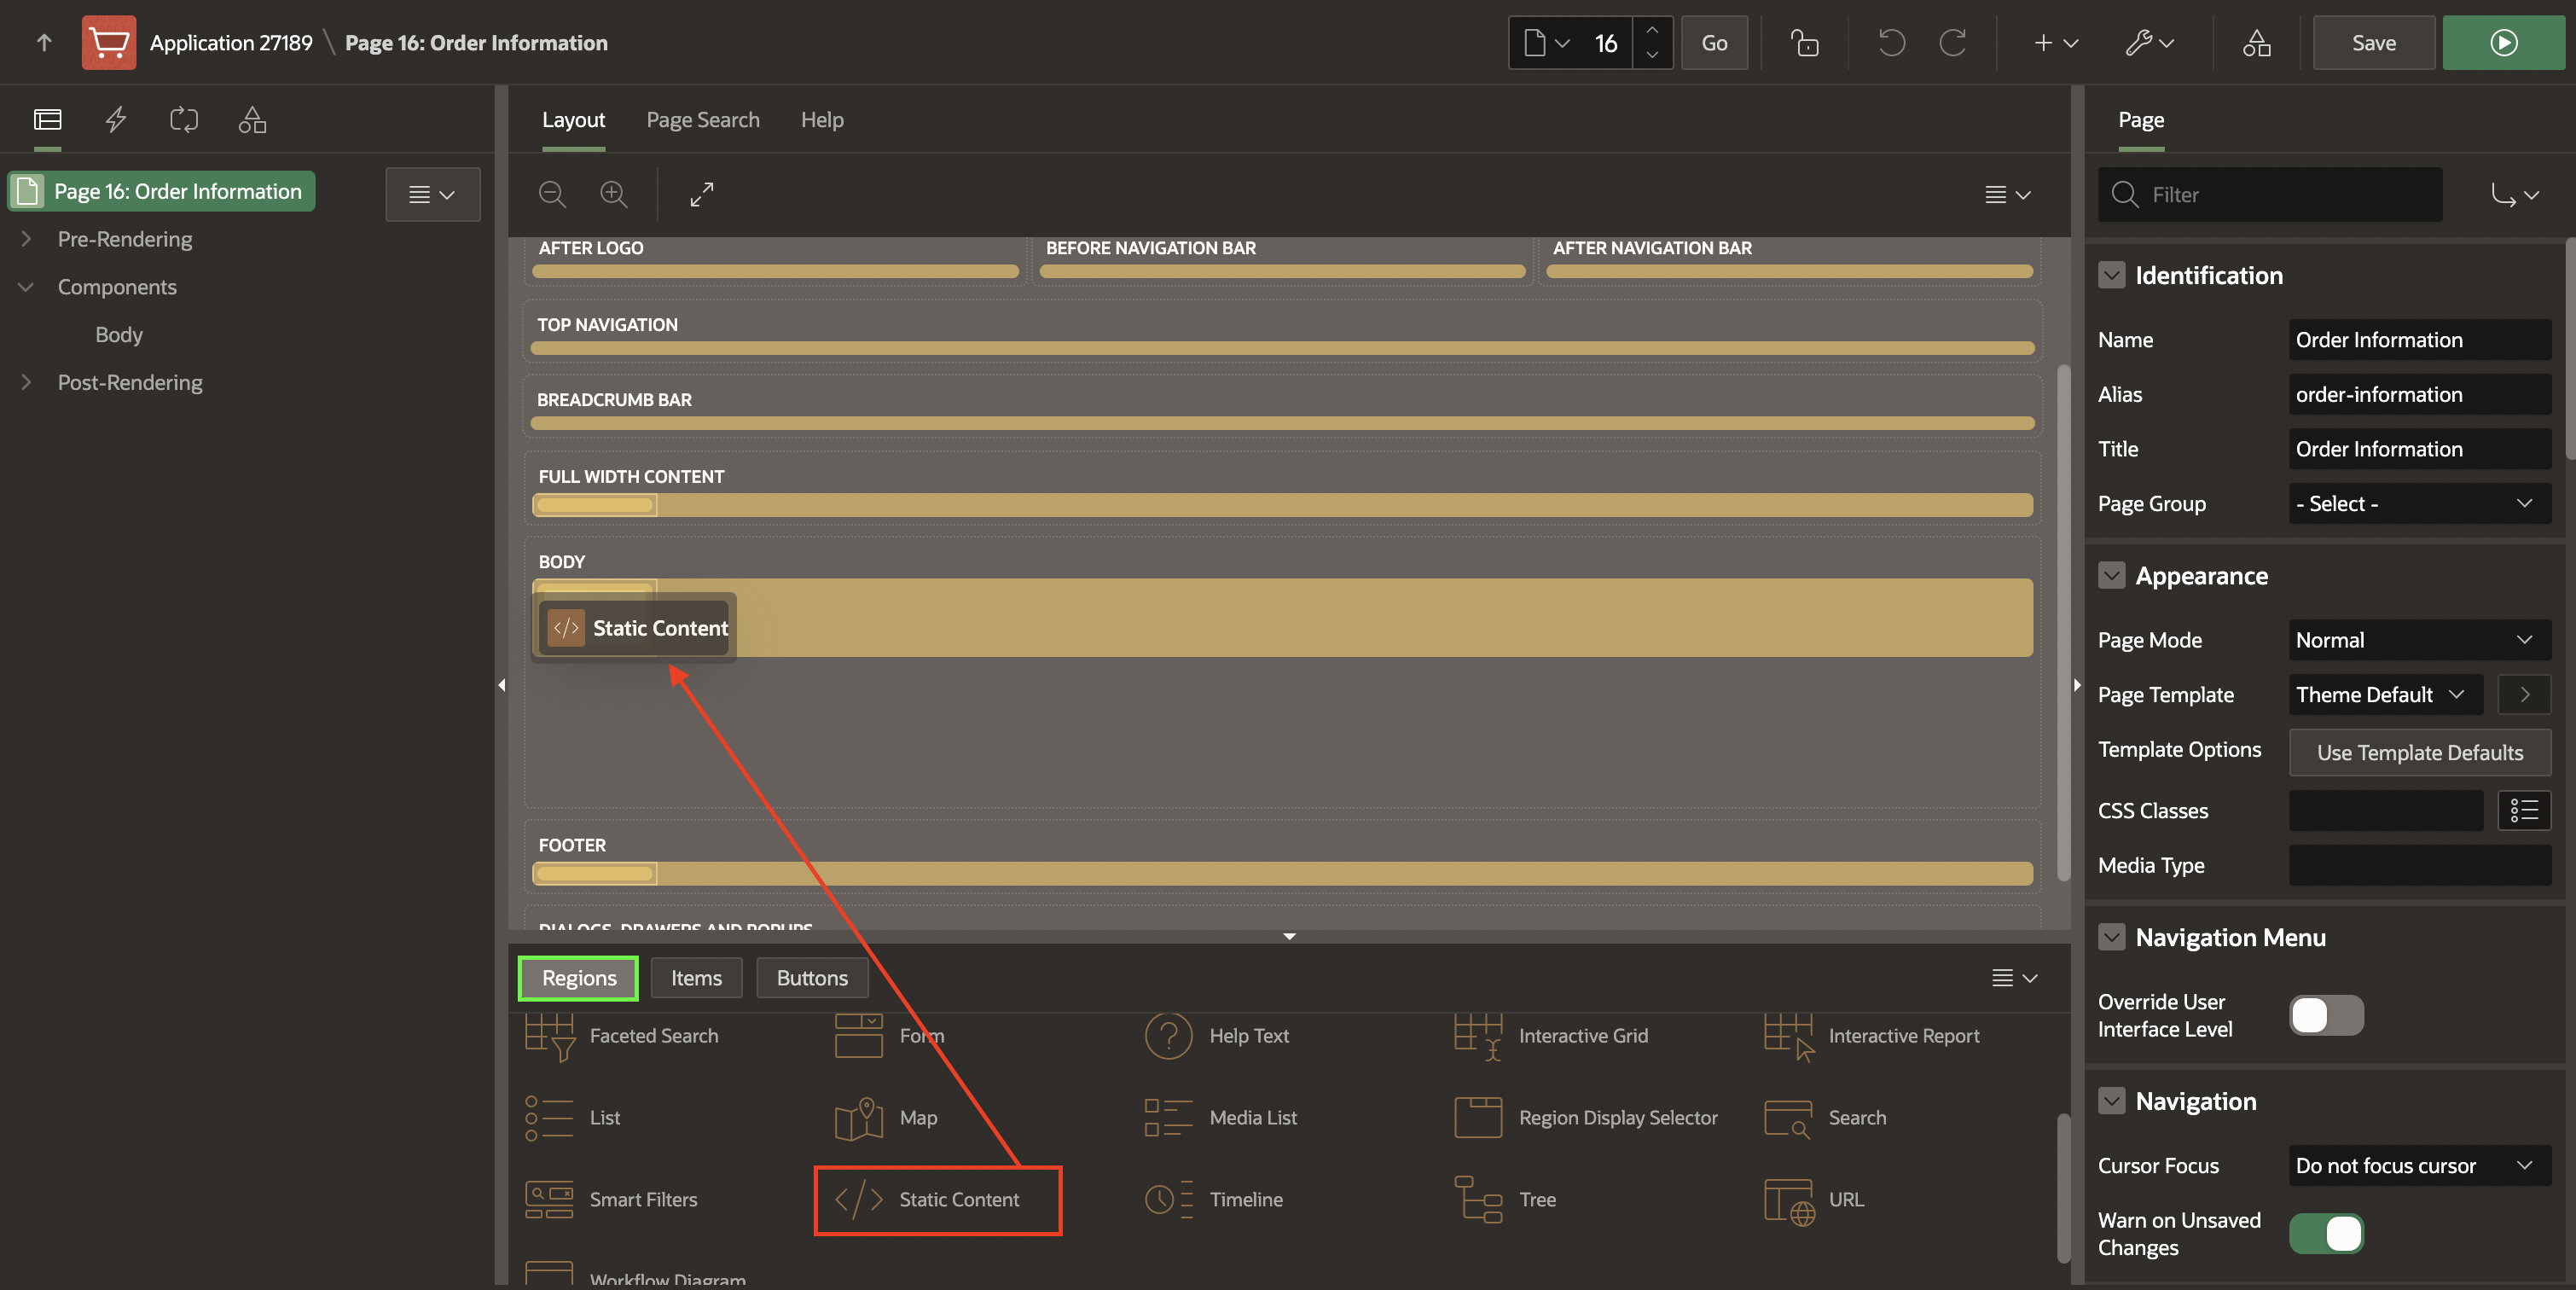 Application 27189 \ Page 16: Order Information
16
Go
Save
Layout
Page Search
Help
Page
Page 16: Order Information
Pre-Rendering
Components
Body
Post-Rendering
Filter
AFTER LOGO
BEFORE NAVIGATION BAR
AFTER NAVIGATION BAR
TOP NAVIGATION
BREADCRUMB BAR
FULL WIDTH CONTENT
BODY
Static Content
FOOTER
DIALOGS, DRAWERS AND POPUPS
Regions
Items
Buttons
Faceted Search
Form
Help Text
Interactive Grid
Interactive Report
List
Map
Media List
Region Display Selector
Search
Smart Filters
Static Content
Timeline
Tree
URL
Workflow Diagram
Identification
Name
Order Information
Alias
order-information
Title
Order Information
Page Group
- Select -
Appearance
Page Mode
Normal
Page Template
Theme Default
Template Options
Use Template Defaults
CSS Classes
Media Type
Navigation Menu
Override User
Interface Level
Navigation
Cursor Focus
Do not focus cursor
Warn on Unsaved
Changes